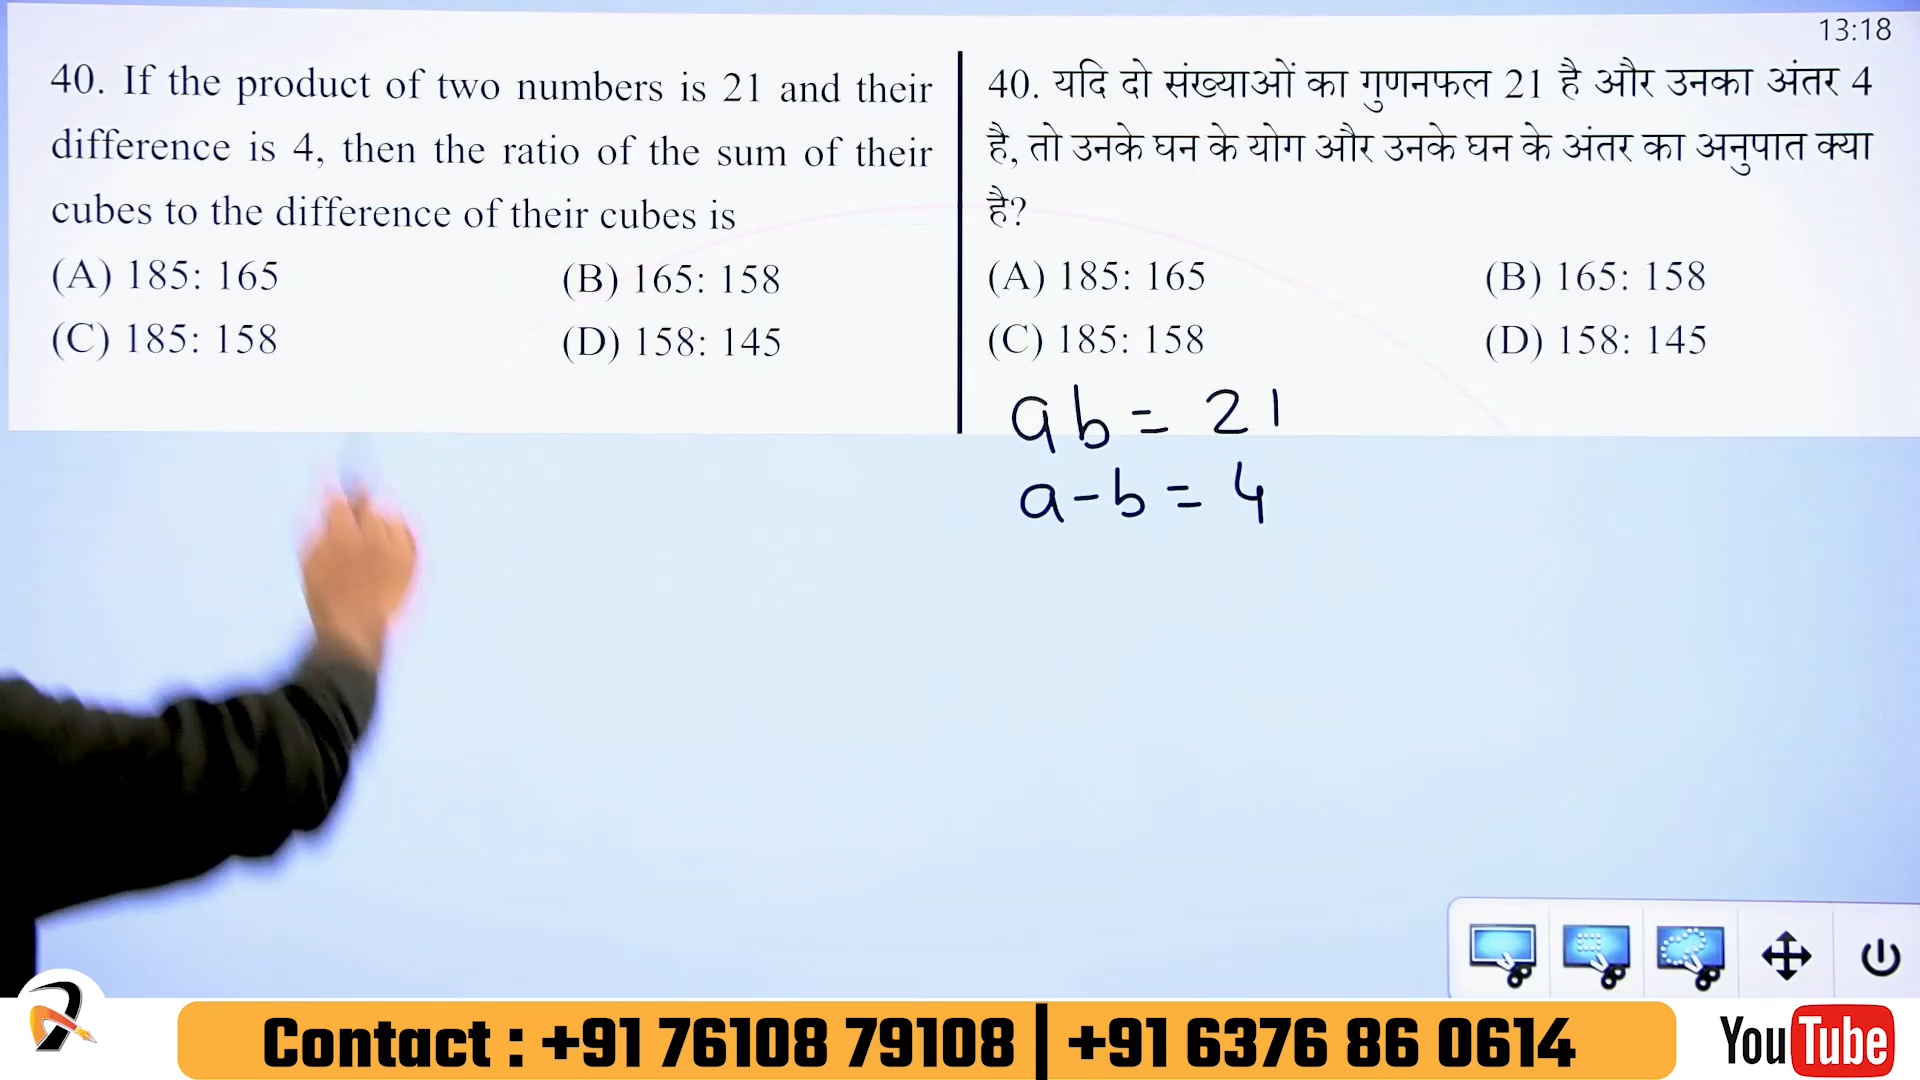 13:18
40. If the product of two numbers is 21 and their
difference is 4, then the ratio of the sum of their
cubes to the difference of their cubes is
(A) 185: 165 (B) 165: 158
(C) 185: 158 (D) 158: 145
40. यदि दो संख्याओं का गुणनफल 21 है और उनका अंतर 4
है, तो उनके घन के योग और उनके घन के अंतर का अनुपात क्या
है?
(A) 185: 165 (B) 165: 158
(C) 185: 158 (D) 158: 145
ab = 21
a-b = 4
Contact : +91 76108 79108 | +91 6376 86 0614
YouTube